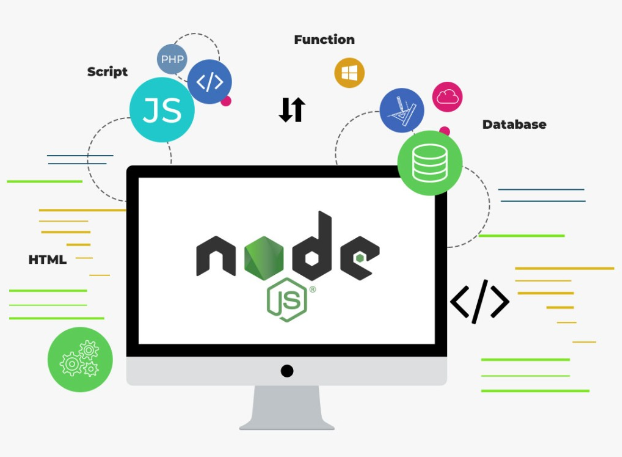 Function
PHP
Script
</>
JS
Database
node
JS®
HTML
</>